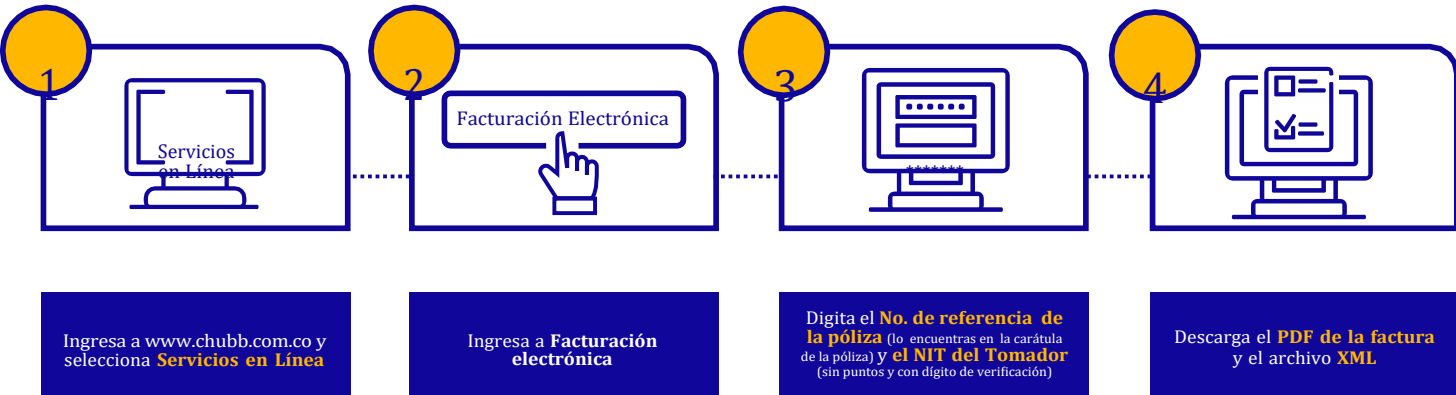 1
Servicios
en Línea
2
Facturación Electrónica
3
*******
4
Ingresa a www.chubb.com.co y
selecciona Servicios en Línea
Ingresa a Facturación
electrónica
Digita el No. de referencia de
la póliza (lo encuentras en la carátula
de la póliza) y el NIT del Tomador
(sin puntos y con dígito de verificación)
Descarga el PDF de la factura
y el archivo XML